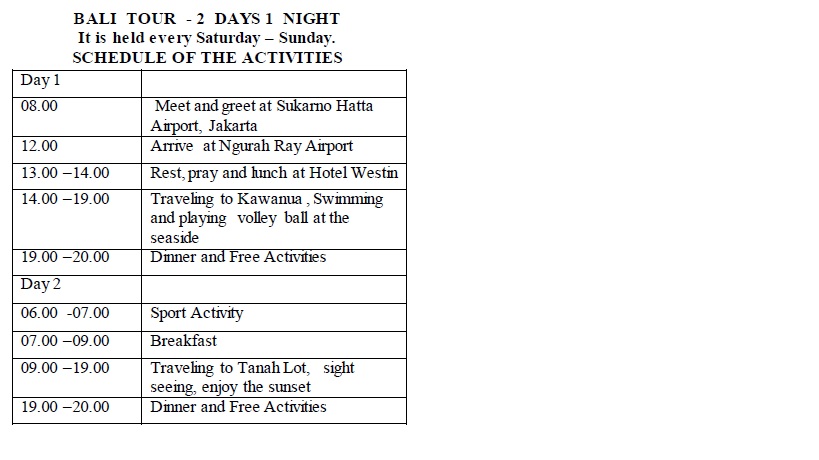 BALI TOUR - 2 DAYS 1 NIGHT
It is held every Saturday – Sunday.
SCHEDULE OF THE ACTIVITIES
Day 1
08.00 Meet and greet at Sukarno Hatta
Airport, Jakarta
12.00 Arrive at Ngurah Ray Airport
13.00 –14.00 Rest, pray and lunch at Hotel Westin
14.00 –19.00 Traveling to Kawanua , Swimming
and playing volley ball at the
seaside
19.00 –20.00 Dinner and Free Activities
Day 2
06.00 -07.00 Sport Activity
07.00 –09.00 Breakfast
09.00 –19.00 Traveling to Tanah Lot, sight
seeing, enjoy the sunset
19.00 –20.00 Dinner and Free Activities